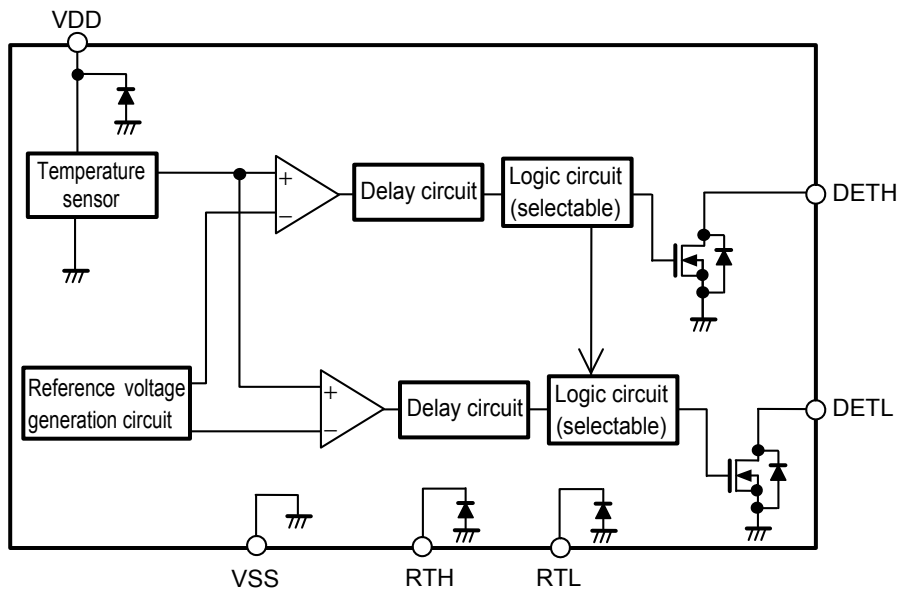 VDD
Temperature
sensor
+
−
Delay circuit
Logic circuit
(selectable)
DETH
Reference voltage
generation circuit
+
−
Delay circuit
Logic circuit
(selectable)
DETL
VSS
RTH
RTL